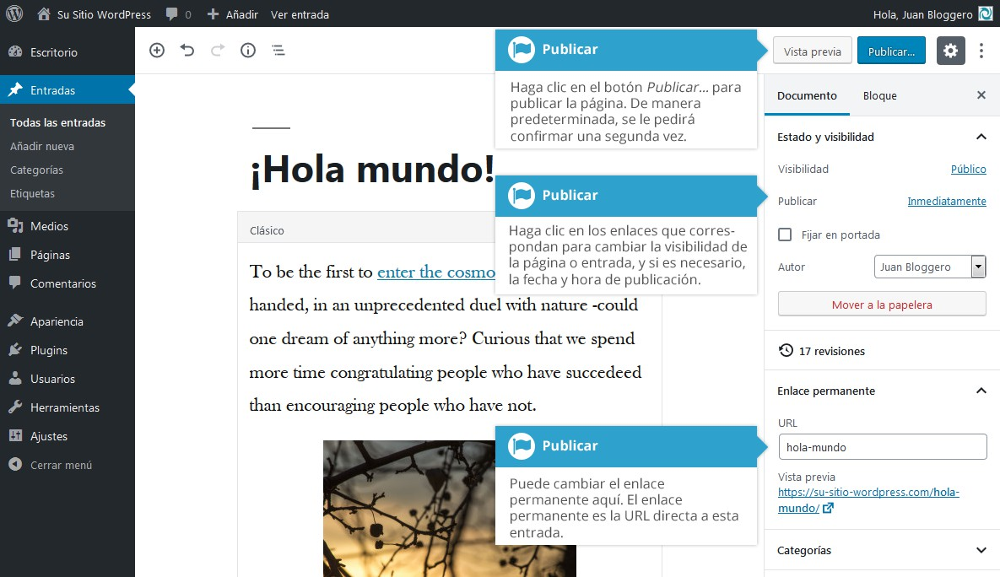 Su Sitio WordPress
0
Añadir
Ver entrada
Hola, Juan Bloggero
Escritorio
Entradas
Todas las entradas
Añadir nueva
Categorías
Etiquetas
Medios
Páginas
Comentarios
Apariencia
Plugins
Usuarios
Herramientas
Ajustes
Cerrar menú
¡Hola mundo!
Clásico
To be the first to enter the cosmo
handed, in an unprecedented duel with nature -could
one dream of anything more? Curious that we spend
more time congratulating people who have succedeed
than encouraging people who have not.
Publicar
Haga clic en el botón Publicar... para
publicar la página. De manera
predeterminada, se le pedirá
confirmar una segunda vez.
Publicar
Haga clic en los enlaces que corres-
pondan para cambiar la visibilidad de
la página o entrada, y si es necesario,
la fecha y hora de publicación.
Publicar
Puede cambiar el enlace
permanente aquí. El enlace
permanente es la URL directa a esta
entrada.
Vista previa
Publicar...
Documento
Bloque
Estado y visibilidad
Visibilidad
Público
Publicar
Inmediatamente
Fijar en portada
Autor
Juan Bloggero
Mover a la papelera
17 revisiones
Enlace permanente
URL
hola-mundo
Vista previa
https://su-sitio-wordpress.com/hola-
mundo/
Categorías